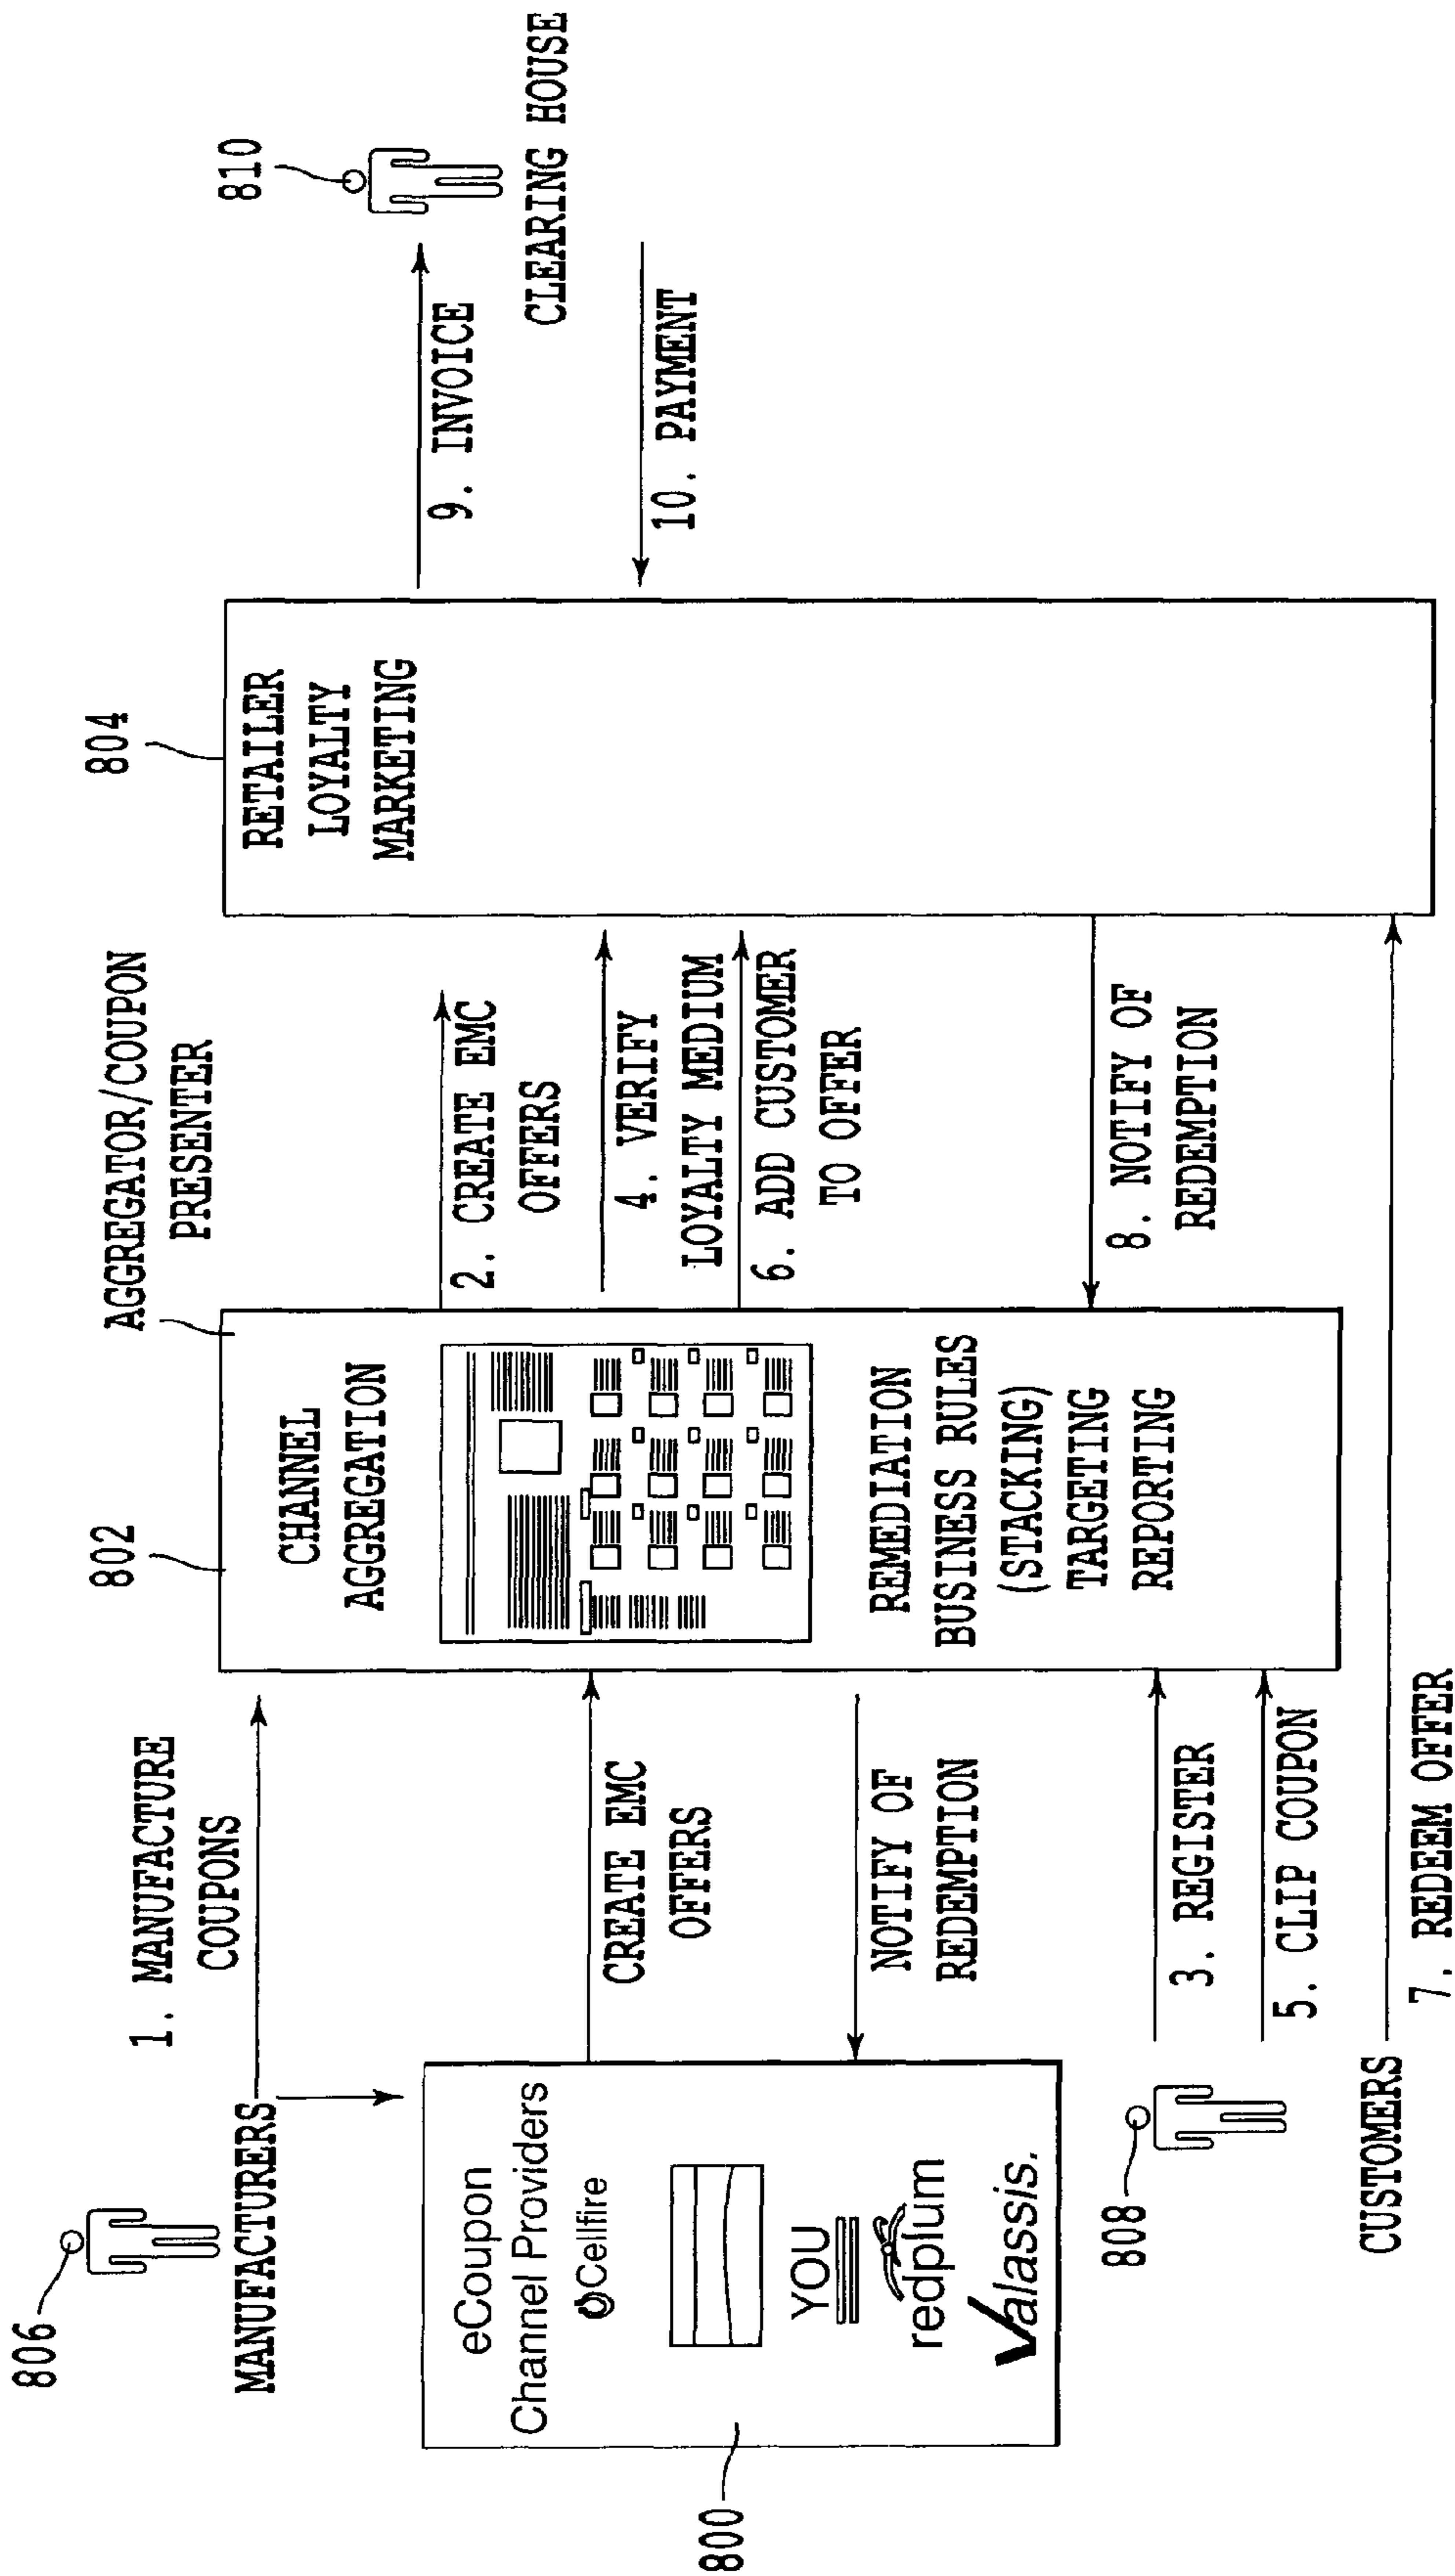 806
MANUFACTURERS
1. MANUFACTURE
COUPONS
800
eCoupon
Channel Providers
Cellfire
YOU
redplum
Valassis.
CREATE EMC
OFFERS
NOTIFY OF
REDEMPTION
808
CUSTOMERS
3. REGISTER
5. CLIP COUPON
7. REDEEM OFFER
802
AGGREGATOR/COUPON
PRESENTER
CHANNEL
AGGREGATION
REMEDIATION
BUSINESS RULES
(STACKING)
TARGETING
REPORTING
2. CREATE EMC
OFFERS
4. VERIFY
LOYALTY MEDIUM
6. ADD CUSTOMER
TO OFFER
8. NOTIFY OF
REDEMPTION
804
RETAILER
LOYALTY
MARKETING
9. INVOICE
10. PAYMENT
810
CLEARING HOUSE